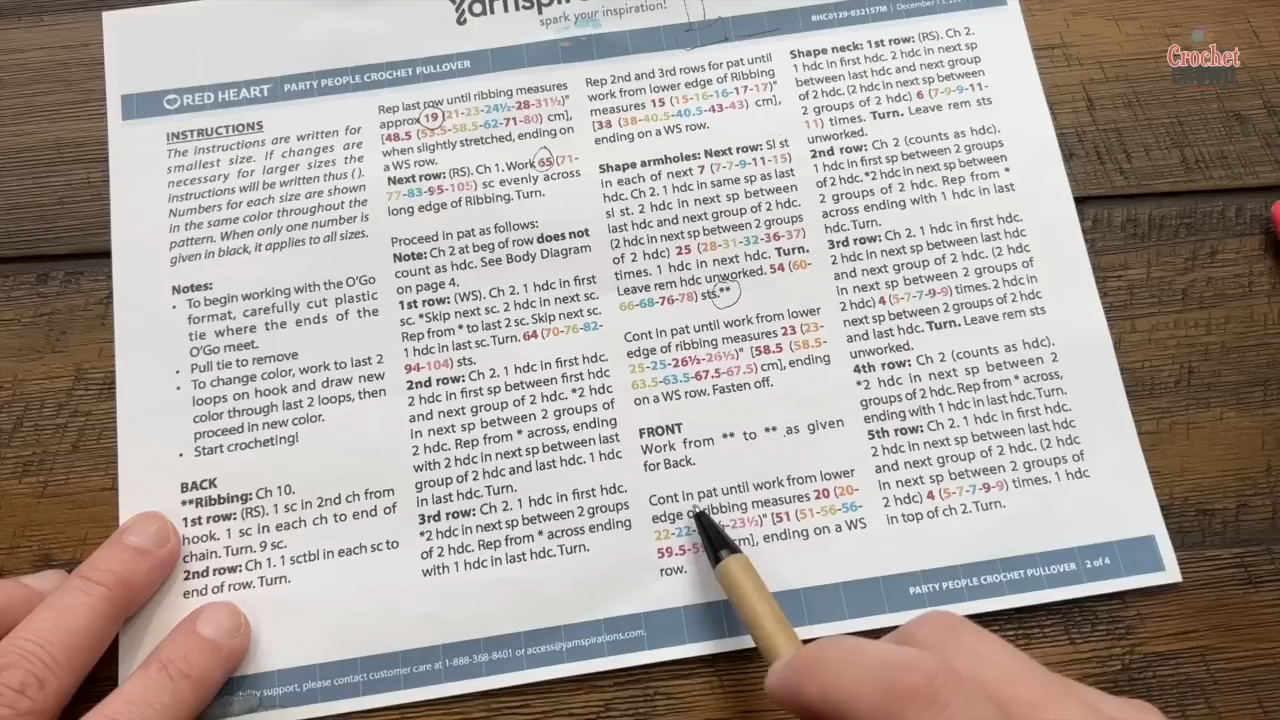 Yarnspirations
spark your inspiration!
RHC0129-032157M | December 13,
RED HEART
PARTY PEOPLE CROCHET PULLOVER
INSTRUCTIONS
The instructions are written for
smallest size. If changes are
necessary for larger sizes the
instructions will be written thus ( ).
Numbers for each size are shown
in the same color throughout the
pattern. When only one number is
given in black, it applies to all sizes.
Notes:
• To begin working with the O'Go
format, carefully cut plastic
tie where the ends of the
O'Go meet.
• Pull tie to remove
• To change color, work to last 2
loops on hook and draw new
color through last 2 loops, then
proceed in new color.
• Start crocheting!
BACK
**Ribbing: Ch 10.
1st row: (RS). 1 sc in 2nd ch from
hook. 1 sc in each ch to end of
chain. Turn. 9 sc.
2nd row: Ch 1. 1 sctbl in each sc to
end of row. Turn.
Rep last row until ribbing measures
approx 19 (21-23-24½-28-31½)"
[48.5 (53.5-58.5-62-71-80) cm],
when slightly stretched, ending on
a WS row.
Next row: (RS). Ch 1. Work 65 (71-
77-83-95-105) sc evenly across
long edge of Ribbing. Turn.
Proceed in pat as follows:
Note: Ch 2 at beg of row does not
count as hdc. See Body Diagram
on page 4.
1st row: (WS). Ch 2. 1 hdc in first
sc. *Skip next sc. 2 hdc in next sc.
Rep from * to last 2 sc. Skip next sc.
1 hdc in last sc. Turn. 64 (70-76-82-
94-104) sts.
2nd row: Ch 2. 1 hdc in first hdc.
2 hdc in first sp between first hdc
and next group of 2 hdc. *2 hdc
in next sp between 2 groups of
2 hdc. Rep from * across, ending
with 2 hdc in next sp between last
group of 2 hdc and last hdc. 1 hdc
in last hdc. Turn.
3rd row: Ch 2. 1 hdc in first hdc.
*2 hdc in next sp between 2 groups
of 2 hdc. Rep from * across ending
with 1 hdc in last hdc. Turn.
Rep 2nd and 3rd rows for pat until
work from lower edge of Ribbing
measures 15 (15-16-16-17-17)"
[38 (38-40.5-40.5-43-43) cm],
ending on a WS row.
Shape armholes: Next row: Sl st
in each of next 7 (7-7-9-11-15)
hdc. Ch 2. 1 hdc in same sp as last
sl st. 2 hdc in next sp between
last hdc and next group of 2 hdc.
(2 hdc in next sp between 2 groups
of 2 hdc) 25 (28-31-32-36-37)
times. 1 hdc in next hdc. Turn.
Leave rem hdc unworked. 54 (60-
66-68-76-78) sts.**
Cont in pat until work from lower
edge of ribbing measures 23 (23-
25-25-26½-26½)" [58.5 (58.5-
63.5-63.5-67.5-67.5) cm], ending
on a WS row. Fasten off.
FRONT
Work from ** to ** as given
for Back.
Cont in pat until work from lower
edge of ribbing measures 20 (20-
22-22- -23½)" [51 (51-56-56-
59.5- cm], ending on a WS
row.
Shape neck: 1st row: (RS). Ch 2.
1 hdc in first hdc. 2 hdc in next sp
between last hdc and next group
of 2 hdc. (2 hdc in next sp between
2 groups of 2 hdc) 6 (7-9-9-11-
11) times. Turn. Leave rem sts
unworked.
2nd row: Ch 2 (counts as hdc).
1 hdc in first sp between 2 groups
of 2 hdc. *2 hdc in next sp between
2 groups of 2 hdc. Rep from *
across ending with 1 hdc in last
hdc. Turn.
3rd row: Ch 2. 1 hdc in first hdc.
2 hdc in next sp between last hdc
and next group of 2 hdc. (2 hdc
in next sp between 2 groups of
2 hdc) 4 (5-7-7-9-9) times. 2 hdc in
next sp between 2 groups of 2 hdc
and last hdc. Turn. Leave rem sts
unworked.
4th row: Ch 2 (counts as hdc).
*2 hdc in next sp between 2
groups of 2 hdc. Rep from * across,
ending with 1 hdc in last hdc. Turn.
5th row: Ch 2. 1 hdc in first hdc.
2 hdc in next sp between last hdc
and next group of 2 hdc. (2 hdc
in next sp between 2 groups of
2 hdc) 4 (5-7-7-9-9) times. 1 hdc
in top of ch 2. Turn.
support, please contact customer care at 1-888-368-8401 or access@yarnspirations.com.
PARTY PEOPLE CROCHET PULLOVER 2 of 4
Crochet